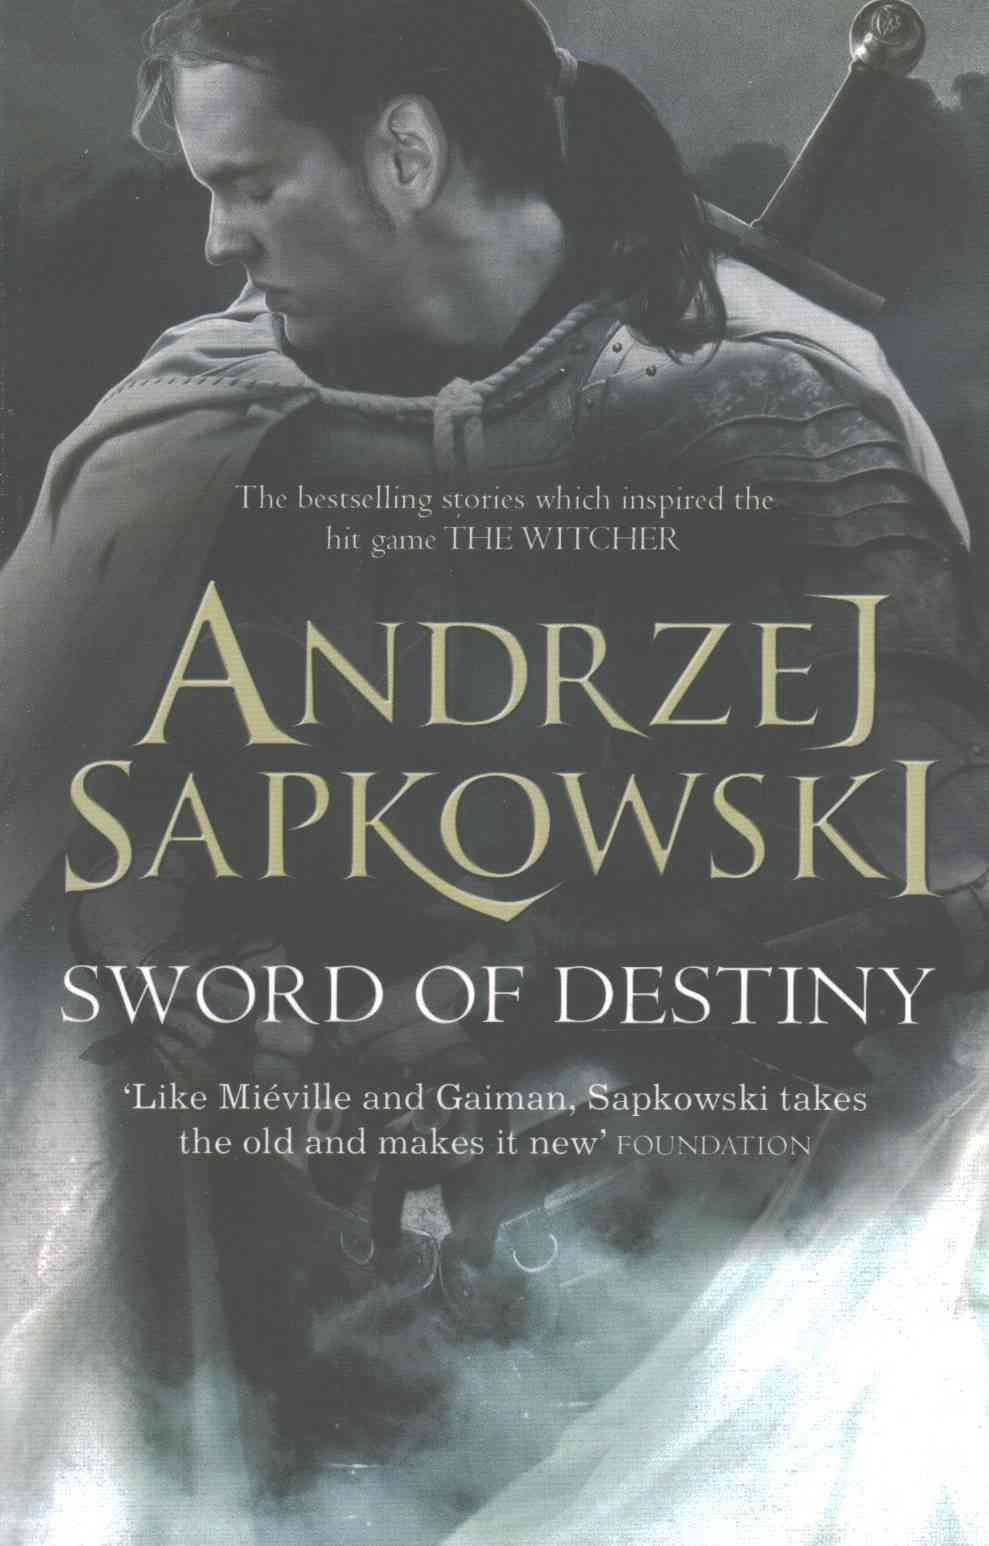 The bestselling stories which inspired the
hit game THE WITCHER
ANDRZEJ
SAPKOWSKI
SWORD OF DESTINY
‘Like Miéville and Gaiman, Sapkowski takes
the old and makes it new’ FOUNDATION